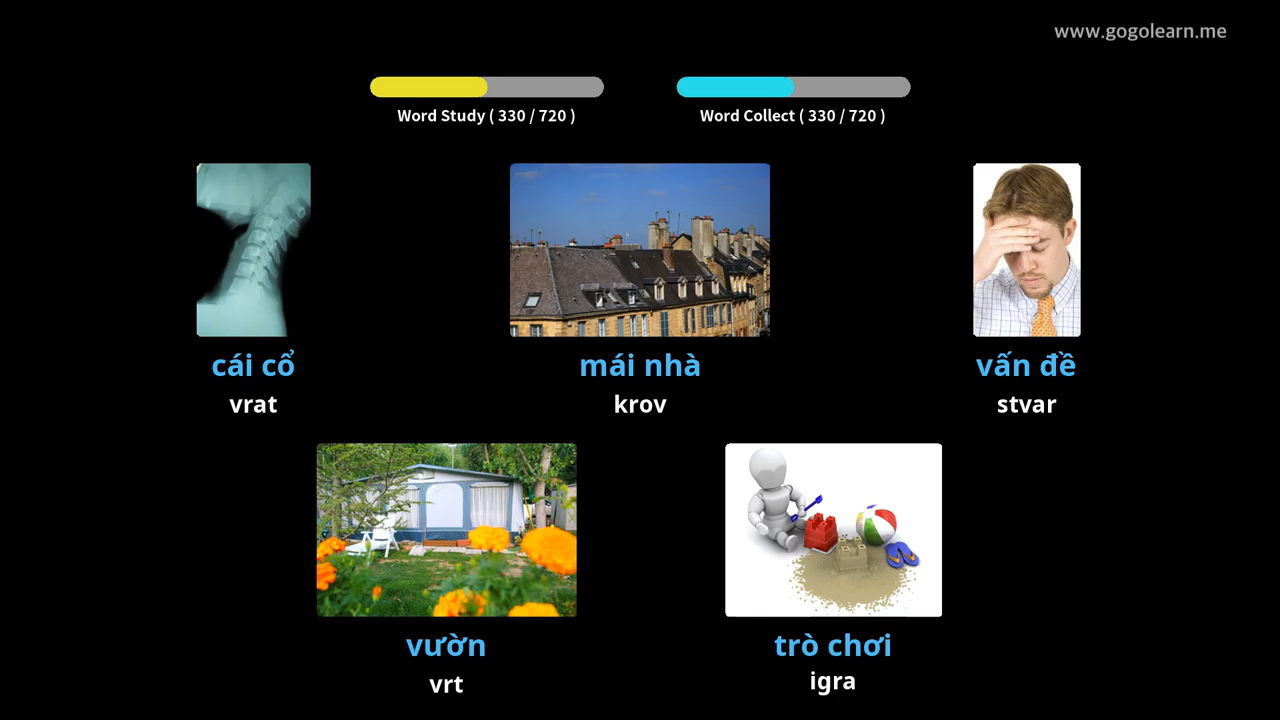 www.gogolearn.me
Word Study ( 330 / 720 )
Word Collect ( 330 / 720 )
cái cổ
vrat
mái nhà
krov
vấn đề
stvar
vườn
vrt
trò chơi
igra